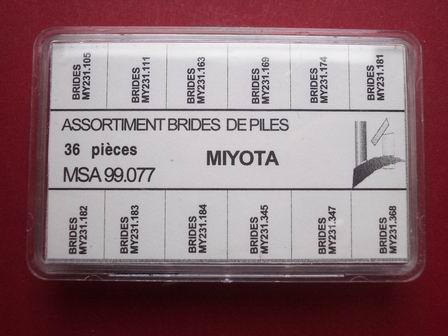 BRIDES
MY231.105
BRIDES
MY231.111
BRIDES
MY231.163
BRIDES
MY231.169
BRIDES
MY231.174
BRIDES
MY231.181
ASSORTIMENT BRIDES DE PILES
36 pièces
MIYOTA
MSA 99.077
BRIDES
MY231.182
BRIDES
MY231.183
BRIDES
MY231.184
BRIDES
MY231.345
BRIDES
MY231.347
BRIDES
MY231.368